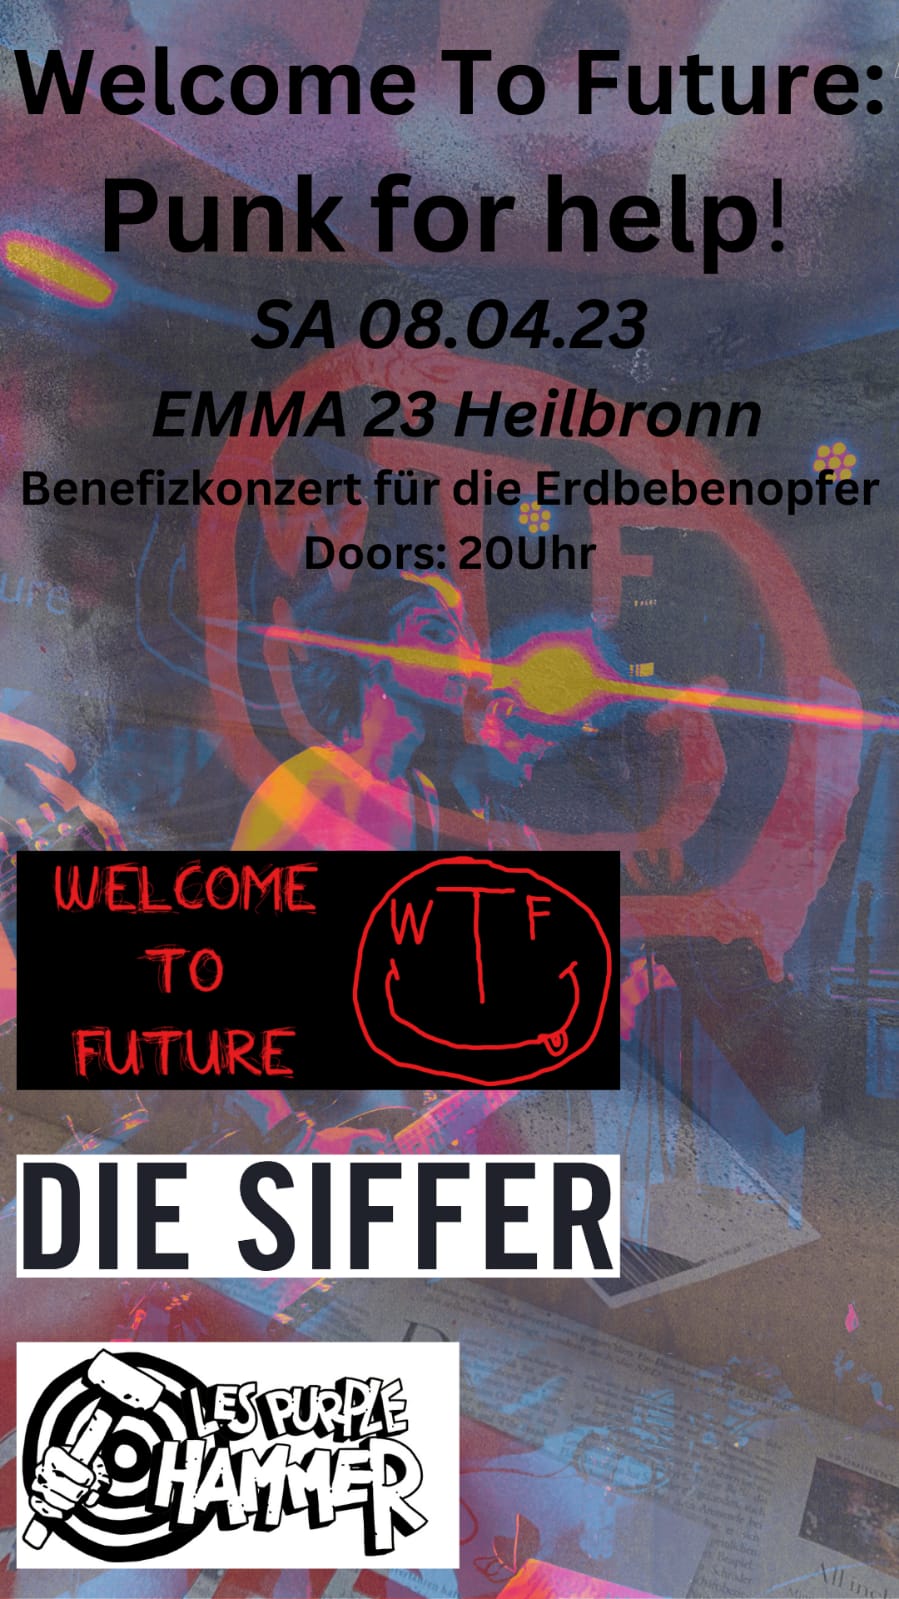 Welcome To Future:
Punk for help!
SA 08.04.23
EMMA 23 Heilbronn
Benefizkonzert für die Erdbebenopfer
Doors: 20Uhr
WELCOME
TO
FUTURE
W T F
DIE SIFFER
LES PURPLE
HAMMER